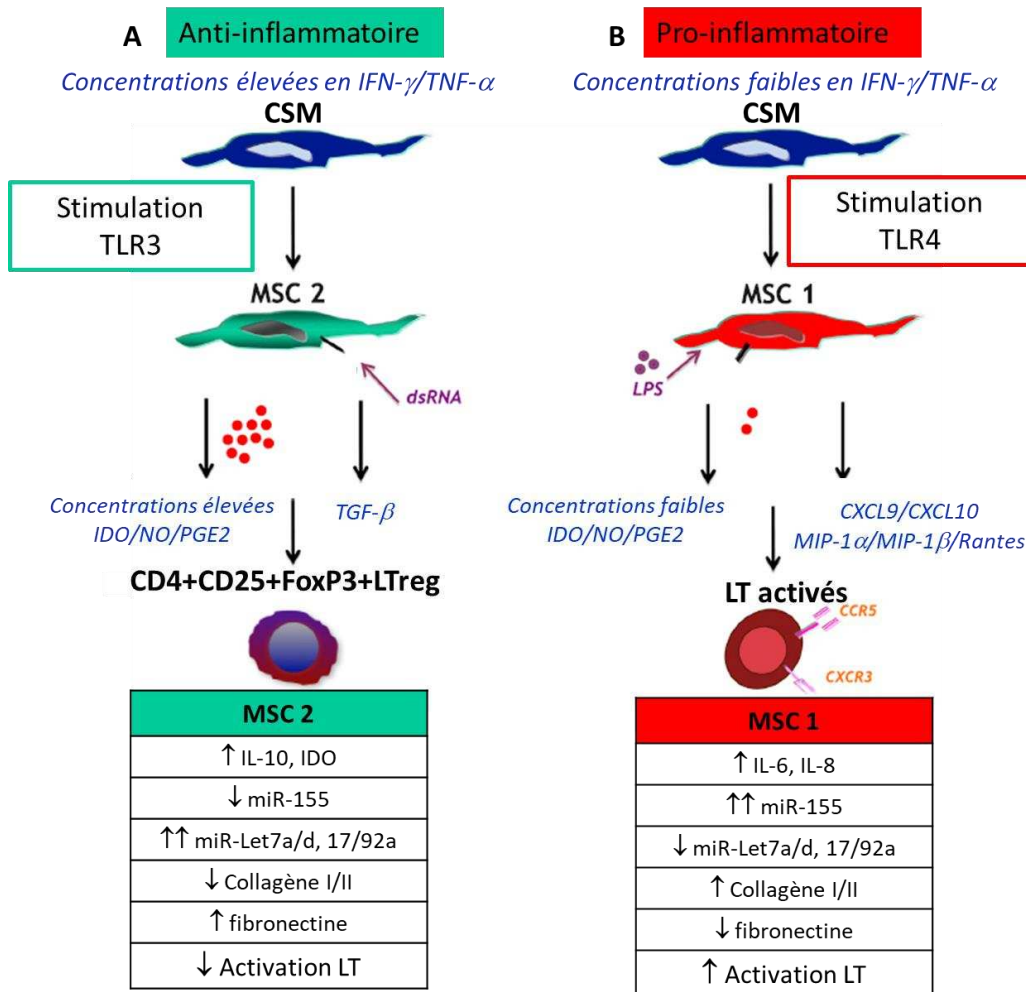 A Anti-inflammatoire
Concentrations élevées en IFN-γ/TNF-α
CSM
Stimulation
TLR3
MSC 2
dsRNA
Concentrations élevées
IDO/NO/PGE2
TGF-β
CD4+CD25+FoxP3+LTreg
MSC 2
↑ IL-10, IDO
↓ miR-155
↑↑ miR-Let7a/d, 17/92a
↓ Collagène I/II
↑ fibronectine
↓ Activation LT
B Pro-inflammatoire
Concentrations faibles en IFN-γ/TNF-α
CSM
Stimulation
TLR4
MSC 1
LPS
Concentrations faibles
IDO/NO/PGE2
CXCL9/CXCL10
MIP-1α/MIP-1β/Rantes
LT activés
CCR5
CXCR3
MSC 1
↑ IL-6, IL-8
↑↑ miR-155
↓ miR-Let7a/d, 17/92a
↑ Collagène I/II
↓ fibronectine
↑ Activation LT